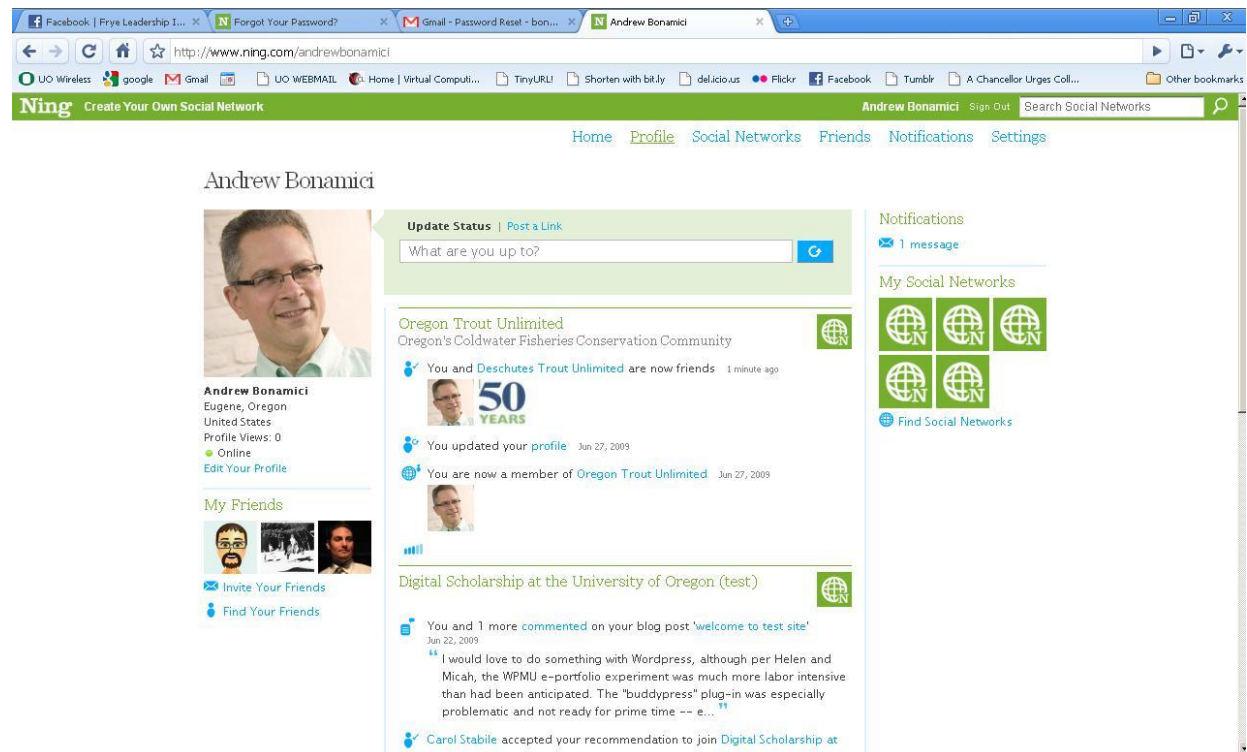 Facebook | Frye Leadership I...
Forgot Your Password?
Gmail - Password Reset - bon...
Andrew Bonamici
http://www.ning.com/andrewbonamici
UO Wireless google Gmail UO WEBMAIL Home | Virtual Computi... TinyURL! Shorten with bit.ly del.icio.us Flickr Facebook Tumblr A Chancellor Urges Coll... Other bookmarks
Ning Create Your Own Social Network Andrew Bonamici Sign Out Search Social Networks
Home Profile Social Networks Friends Notifications Settings
Andrew Bonamici
Andrew Bonamici
Eugene, Oregon
United States
Profile Views: 0
Online
Edit Your Profile
My Friends
Invite Your Friends
Find Your Friends
Update Status | Post a Link
What are you up to?
Oregon Trout Unlimited
Oregon's Coldwater Fisheries Conservation Community
You and Deschutes Trout Unlimited are now friends 1 minute ago
50
YEARS
You updated your profile Jun 27, 2009
You are now a member of Oregon Trout Unlimited Jun 27, 2009
Digital Scholarship at the University of Oregon (test)
You and 1 more commented on your blog post 'welcome to test site'
Jun 22, 2009
“ I would love to do something with Wordpress, although per Helen and
Micah, the WPMU e-portfolio experiment was much more labor intensive
than had been anticipated. The "buddypress" plug-in was especially
problematic and not ready for prime time -- e... ”
Carol Stabile accepted your recommendation to join Digital Scholarship at
Notifications
1 message
My Social Networks
N
N
N
N
N
Find Social Networks